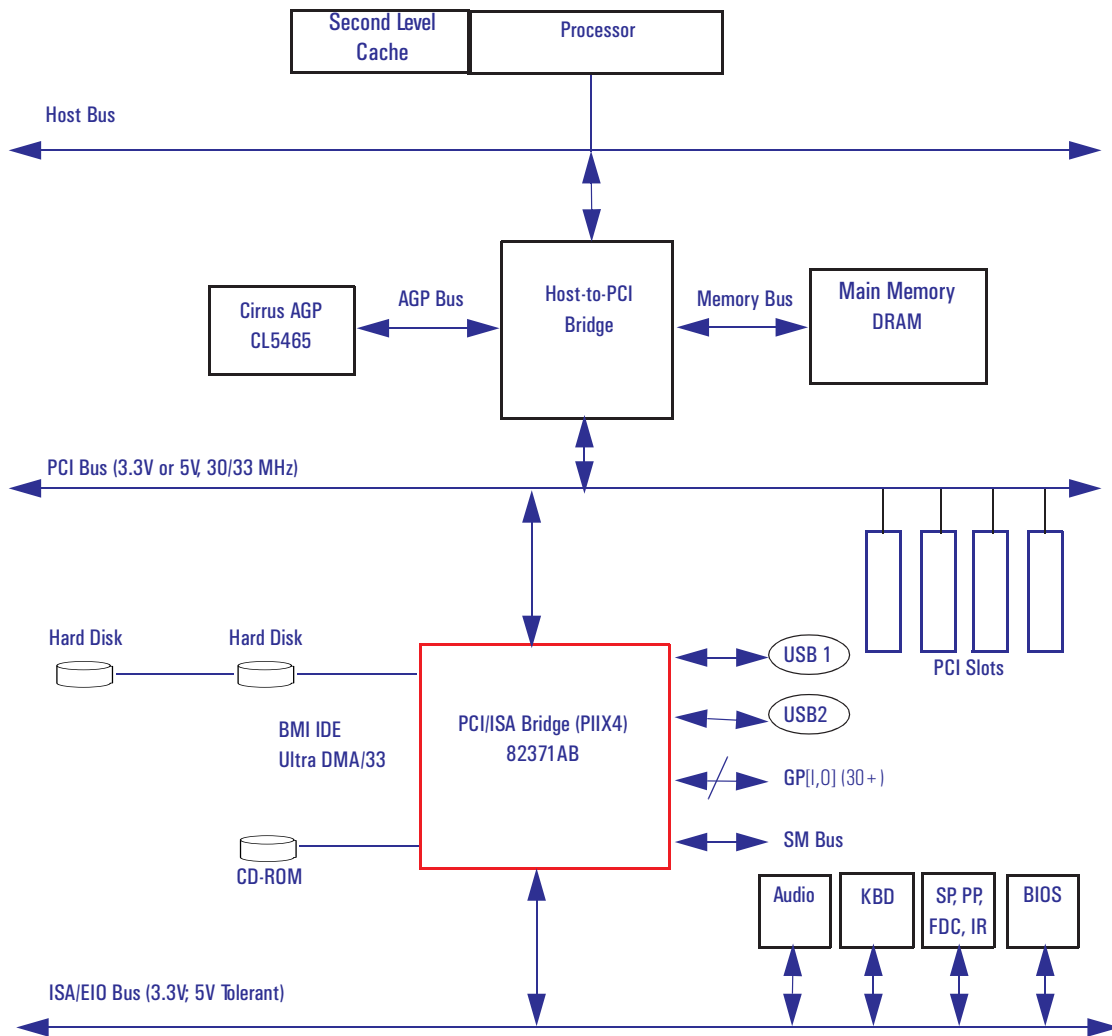 Second Level
Cache
Processor
Host Bus
Cirrus AGP
CL5465
AGP Bus
Host-to-PCI
Bridge
Memory Bus
Main Memory
DRAM
PCI Bus (3.3V or 5V, 30/33 MHz)
PCI Slots
Hard Disk
Hard Disk
BMI IDE
Ultra DMA/33
CD-ROM
PCI/ISA Bridge (PIIX4)
82371AB
USB 1
USB2
GP[I,O] (30+)
SM Bus
Audio
KBD
SP, PP,
FDC, IR
BIOS
ISA/EIO Bus (3.3V; 5V Tolerant)